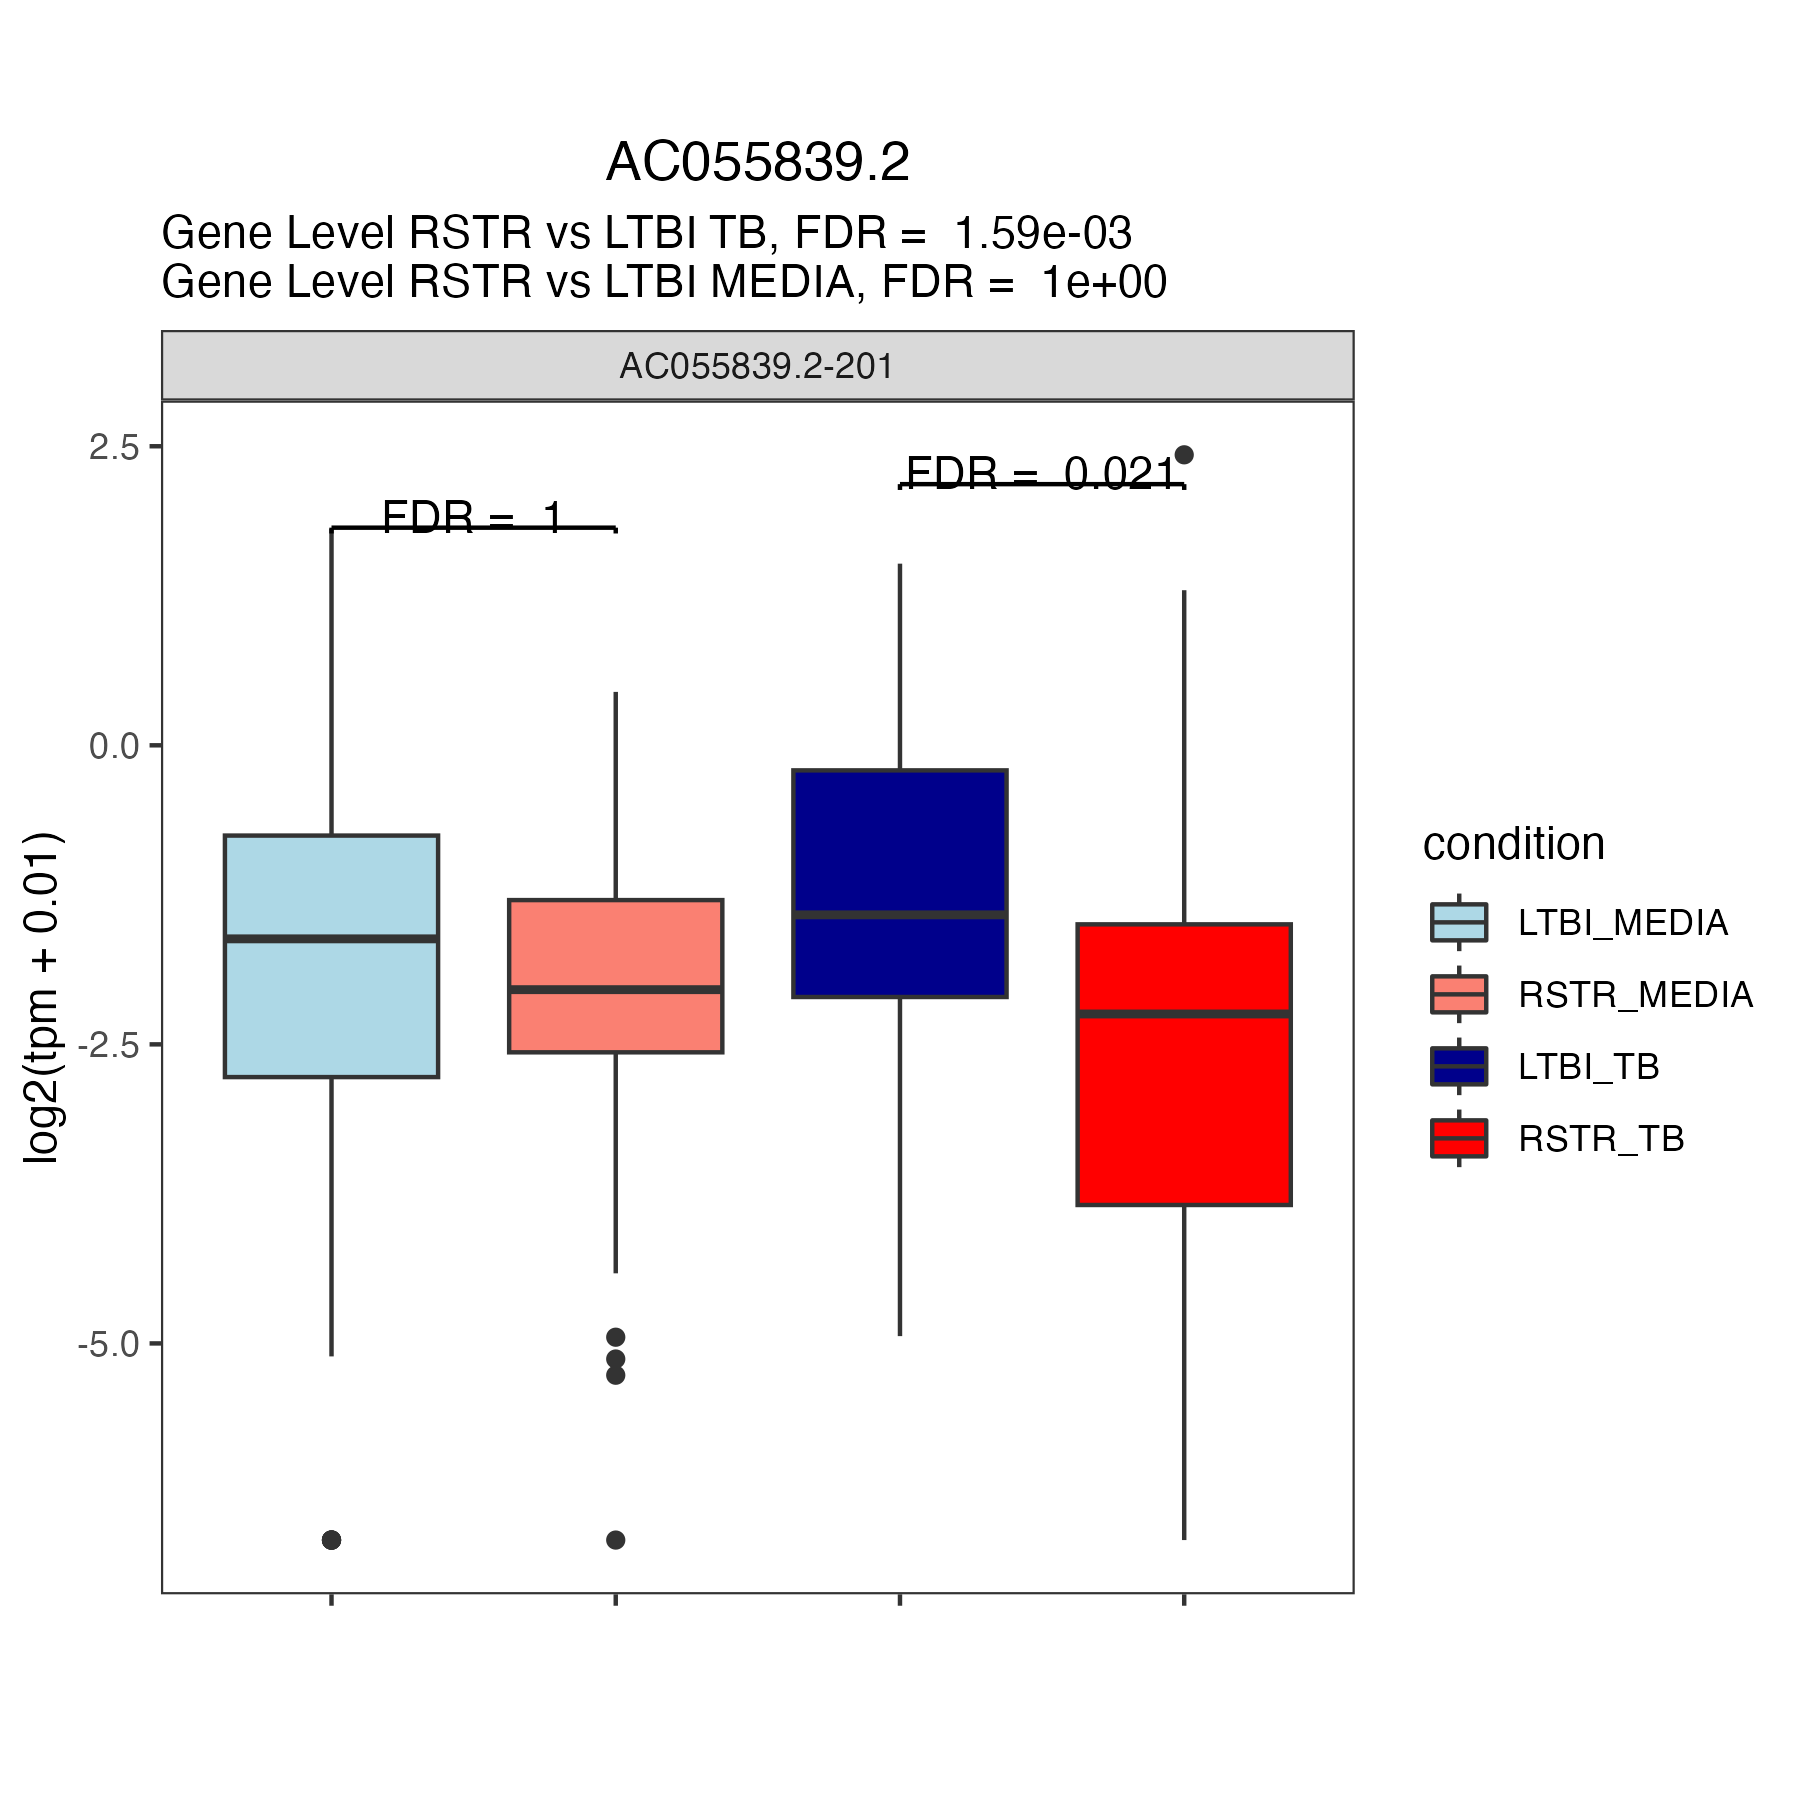 AC055839.2
Gene Level RSTR vs LTBI TB, FDR =  1.59e-03
Gene Level RSTR vs LTBI MEDIA, FDR =  1e+00
AC055839.2-201
2.5
0.0
-2.5
-5.0
log2(tpm + 0.01)
FDR =  1
FDR =  0.021
condition
LTBI_MEDIA
RSTR_MEDIA
LTBI_TB
RSTR_TB